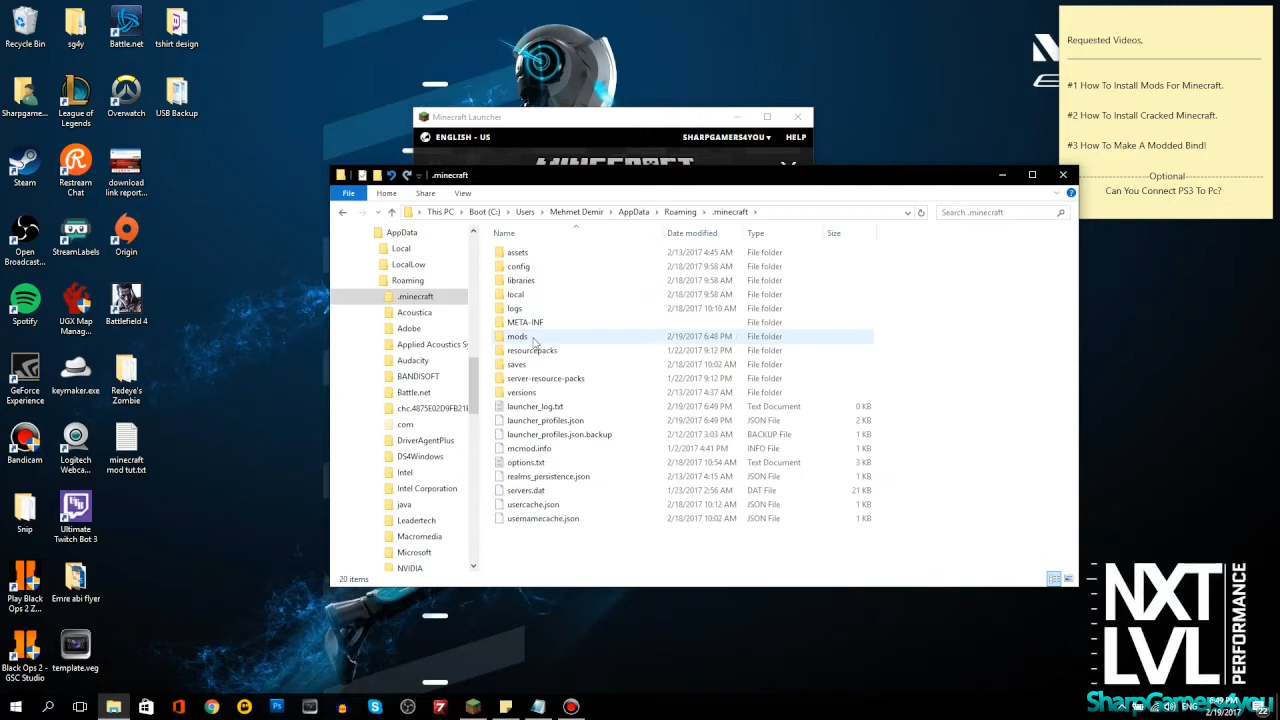 Recycle Bin
sg4y
Battle.net
tshirt design
Sharpgame...
League of
Legends
Overwatch
USB Backup
Steam
Restream
Chat
download
link or intern...
Open
Broadcast...
StreamLabels
Origin
Spotify
UGX Map
Manager
Battlefield 4
GeForce
Experience
keymaker.exe
Redeye's
Zombie
Bandicam
Logitech
Webcam...
minecraft
mod tut.txt
Snip
Ultimate
Twitch Bot 3
Play Black
Ops 2 Z...
Emre abi flyer
Black Ops 2 -
GSC Studio
template.veg
Minecraft Launcher
ENGLISH - US
SHARPGAMERS4YOU ▾
HELP
MINECRAFT
.minecraft
File
Home
Share
View
This PC > Boot (C:) > Users > Mehmet Demir > AppData > Roaming > .minecraft >
Search .minecraft
AppData
Local
LocalLow
Roaming
.minecraft
Acoustica
Adobe
Applied Acoustics Sy
Audacity
BANDISOFT
Battle.net
chc.4875E02D9FB21E
com
DriverAgentPlus
DS4Windows
Intel
Intel Corporation
java
Leadertech
Macromedia
Microsoft
NVIDIA
Name Date modified Type Size
assets 2/13/2017 4:45 AM File folder
config 2/18/2017 9:58 AM File folder
libraries 2/18/2017 9:58 AM File folder
local 2/18/2017 9:58 AM File folder
logs 2/18/2017 10:10 AM File folder
META-INF File folder
mods 2/19/2017 6:48 PM File folder
resourcepacks 1/22/2017 9:12 PM File folder
saves 2/18/2017 10:02 AM File folder
server-resource-packs 1/22/2017 9:12 PM File folder
versions 2/13/2017 4:37 AM File folder
launcher_log.txt 2/19/2017 6:49 PM Text Document 0 KB
launcher_profiles.json 2/19/2017 6:49 PM JSON File 2 KB
launcher_profiles.json.backup 2/12/2017 3:03 AM BACKUP File 1 KB
mcmod.info 1/2/2017 4:41 PM INFO File 1 KB
options.txt 2/18/2017 10:54 AM Text Document 3 KB
realms_persistence.json 2/13/2017 4:15 AM JSON File 1 KB
servers.dat 1/23/2017 2:56 AM DAT File 21 KB
usercache.json 2/18/2017 10:12 AM JSON File 1 KB
usernamecache.json 2/18/2017 10:02 AM JSON File 1 KB
20 items
Requested Videos,
#1 How To Install Mods For Minecraft.
#2 How To Install Cracked Minecraft.
#3 How To Make A Modded Bind!
Optional
Can You Connect PS3 To Pc?
NXT
LVL
PERFORMANCE
SharpGamers4you
ENG
6:49 PM
2/19/2017
22